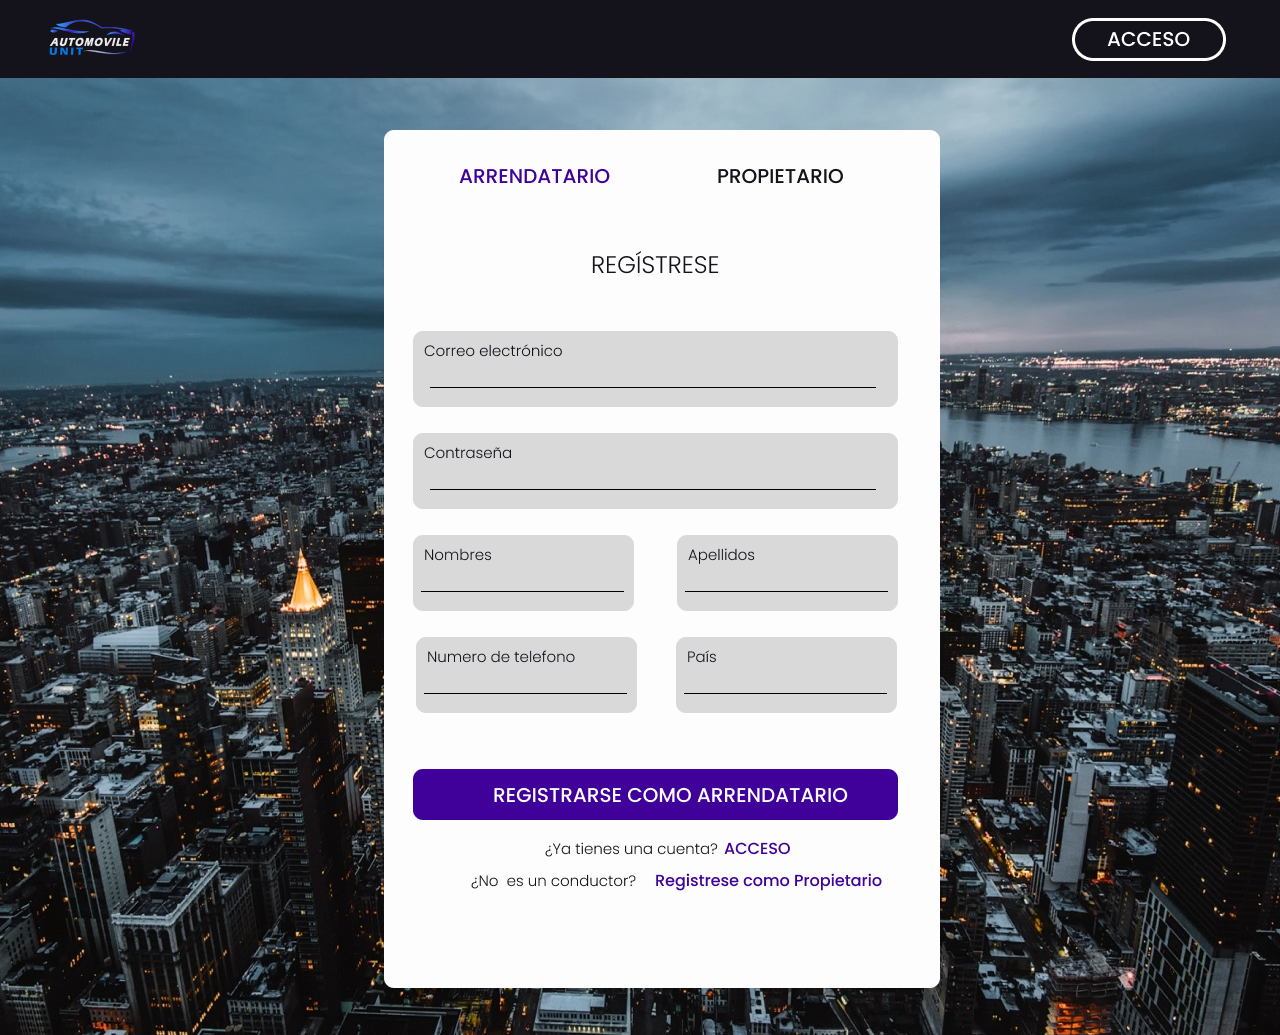 AUTOMOVILE
UNIT
ACCESO
ARRENDATARIO
PROPIETARIO
REGÍSTRESE
Correo electrónico
Contraseña
Nombres
Apellidos
Numero de telefono
País
REGISTRARSE COMO ARRENDATARIO
¿Ya tienes una cuenta? ACCESO
¿No es un conductor? Registrese como Propietario